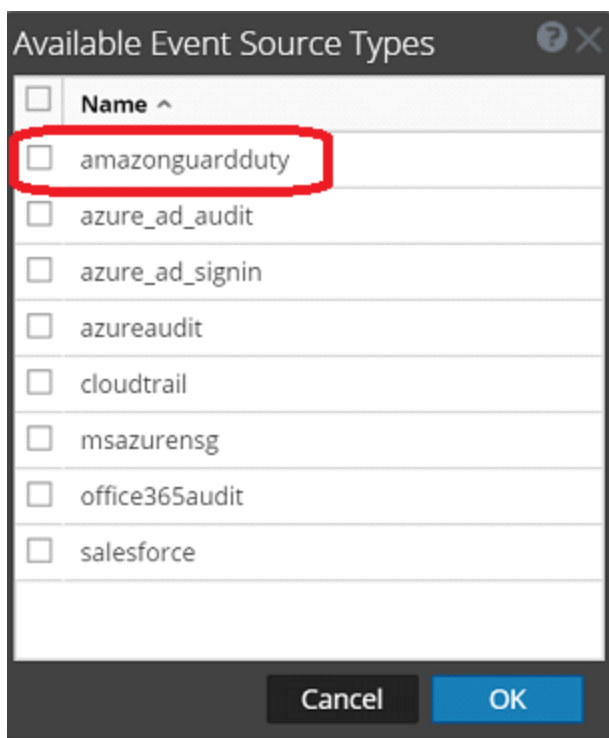 Available Event Source Types
Name
amazonguardduty
azure_ad_audit
azure_ad_signin
azureaudit
cloudtrail
msazurensg
office365audit
salesforce
Cancel OK